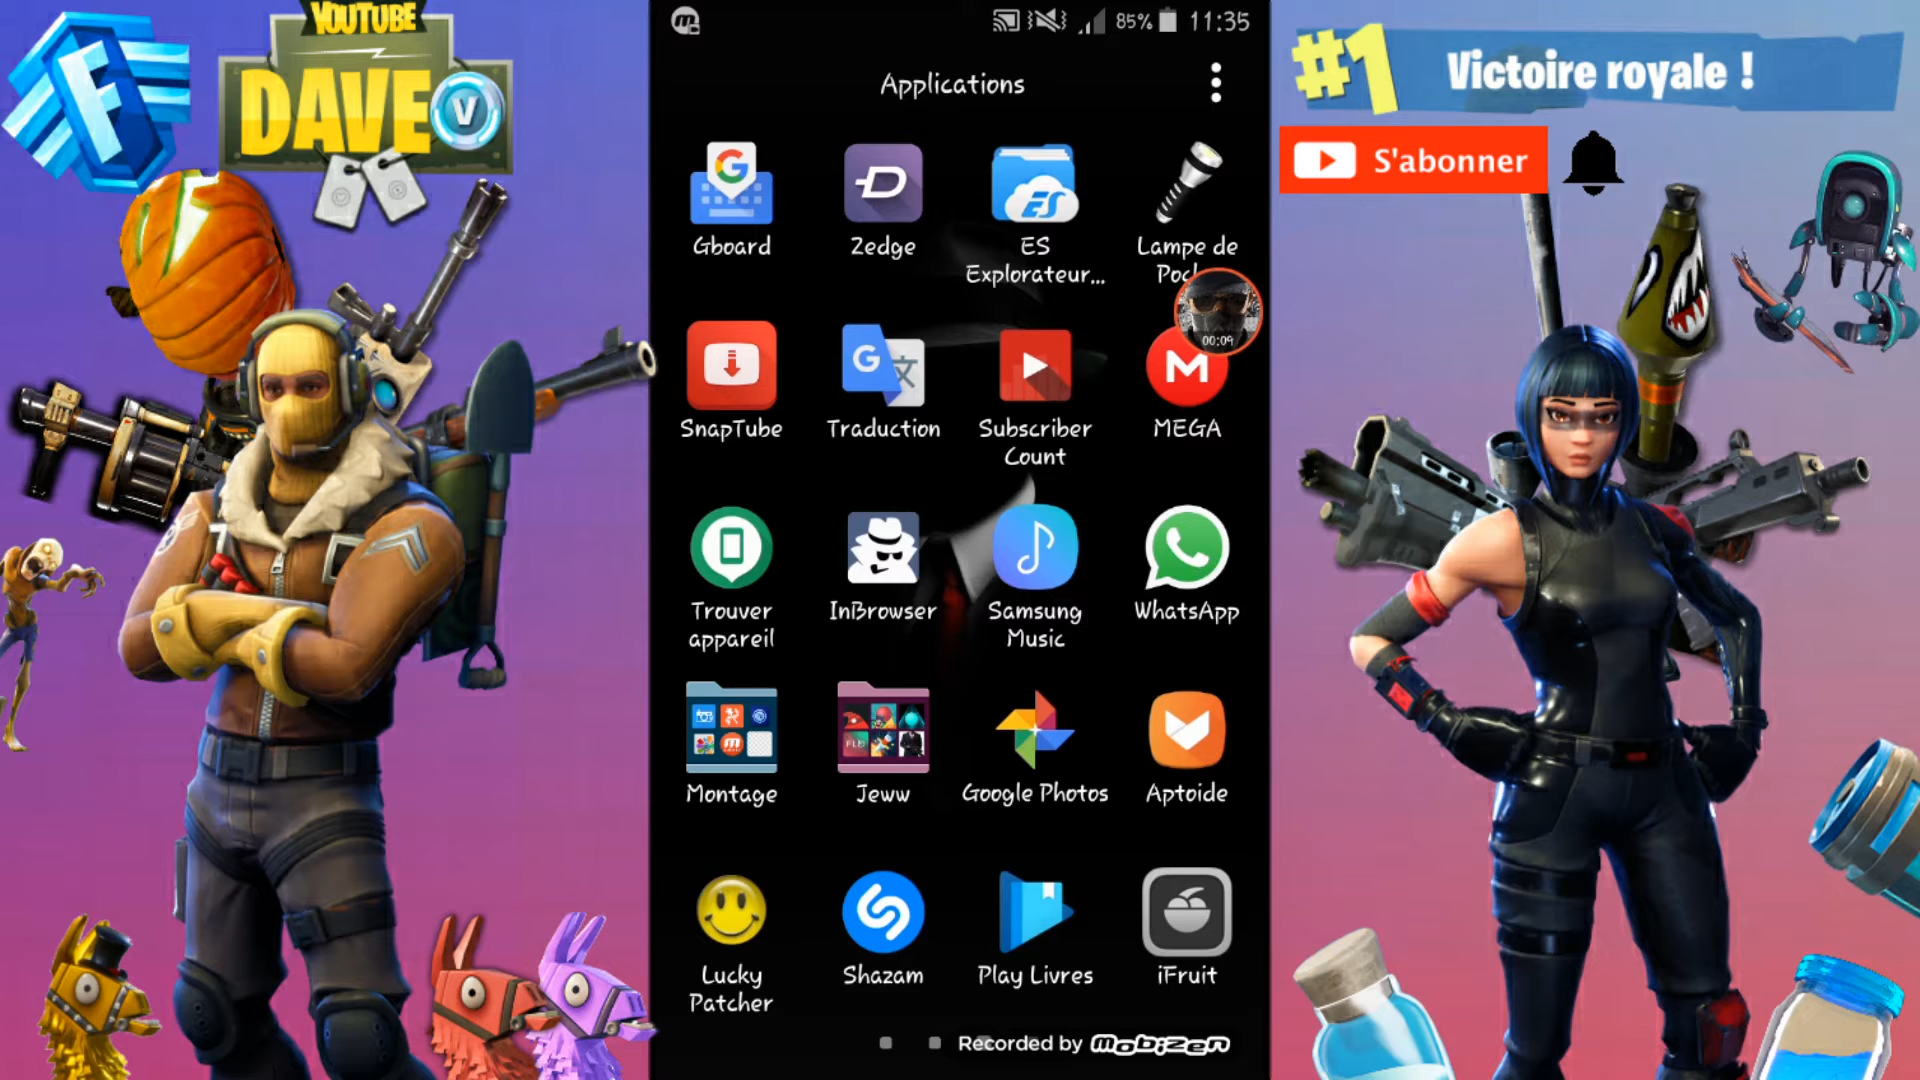 YOUTUBE
DAVE
V
F
85% 11:35
Applications
Gboard
Zedge
ES
Explorateur...
Lampe de
Poc
00:09
SnapTube
Traduction
Subscriber
Count
MEGA
Trouver
appareil
InBrowser
Samsung
Music
WhatsApp
Montage
Jeww
Google Photos
Aptoide
Lucky
Patcher
Shazam
Play Livres
iFruit
Recorded by Mobizen
#1 Victoire royale !
S'abonner